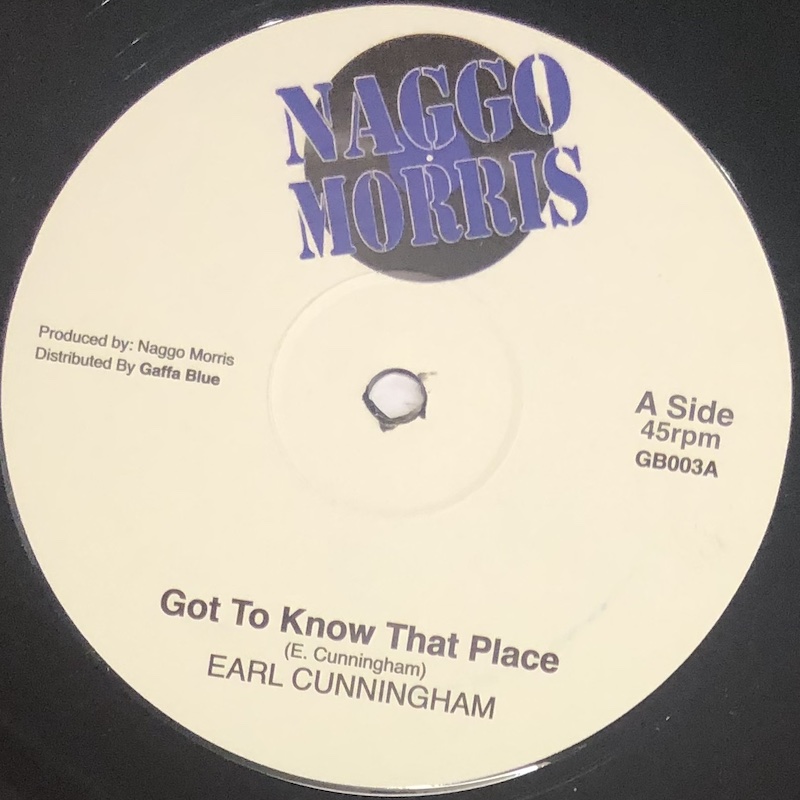 NAGGO
MORRIS
Produced by: Naggo Morris
Distributed By Gaffa Blue
A Side
45rpm
GB003A
Got To Know That Place
(E. Cunningham)
EARL CUNNINGHAM